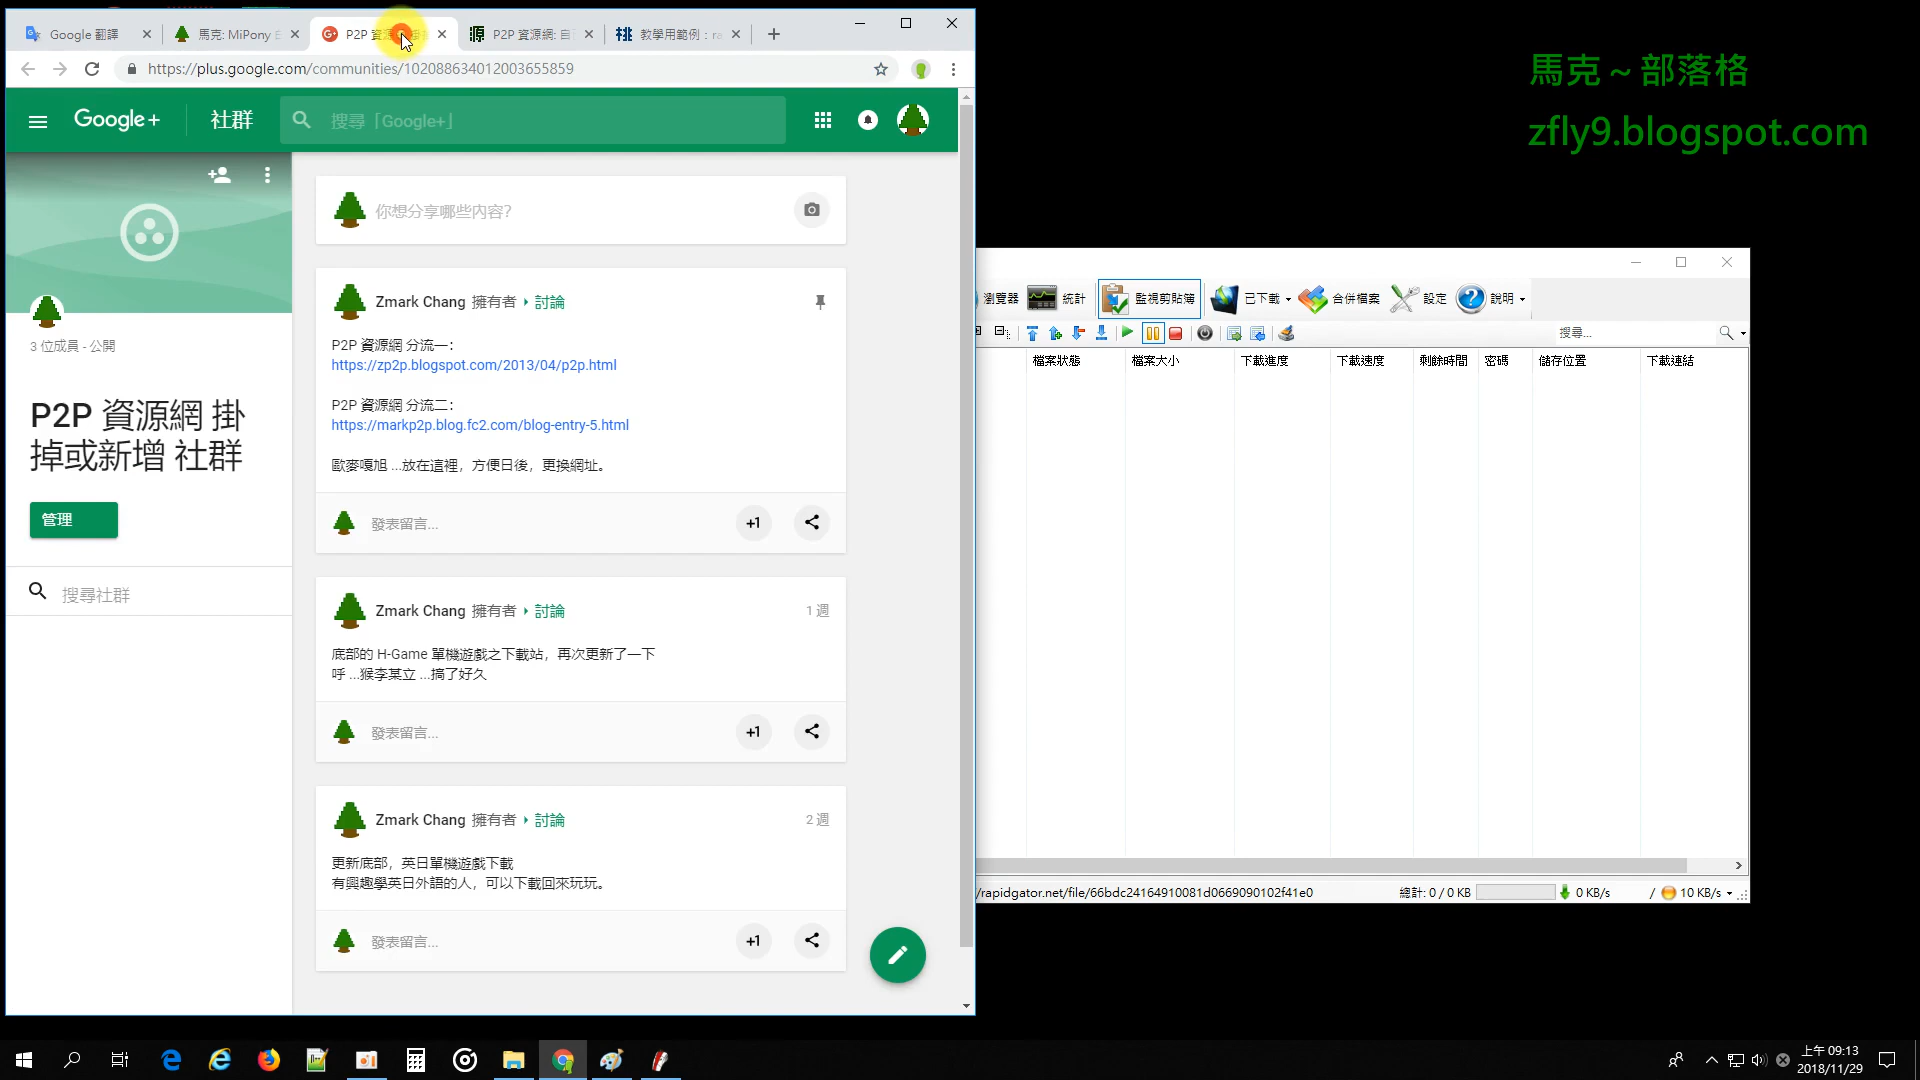 Google 翻譯
馬克: MiPony
P2P 資源
P2P 資源網: 自
教學用範例：ra
馬克～部落格
zfly9.blogspot.com
https://plus.google.com/communities/102088634012003655859
Google+ 社群
搜尋「Google+」
你想分享哪些內容?
3 位成員 - 公開
P2P 資源網 掛
掉或新增 社群
管理
搜尋社群
Zmark Chang 擁有者 ▸ 討論
P2P 資源網 分流一：
https://zp2p.blogspot.com/2013/04/p2p.html
P2P 資源網 分流二：
https://markp2p.blog.fc2.com/blog-entry-5.html
歐麥嘎旭 ...放在這裡，方便日後，更換網址。
發表留言...
+1
Zmark Chang 擁有者 ▸ 討論
1 週
底部的 H-Game 單機遊戲之下載站，再次更新了一下
呼 ...猴李某立 ...搞了好久
發表留言...
+1
Zmark Chang 擁有者 ▸ 討論
2 週
更新底部，英日單機遊戲下載
有興趣學英日外語的人，可以下載回來玩玩。
發表留言...
+1
瀏覽器 統計 監視剪貼簿 已下載 合併檔案 設定 說明
搜尋...
檔案狀態 檔案大小 下載進度 下載速度 剩餘時間 密碼 儲存位置 下載連結
/rapidgator.net/file/66bdc24164910081d0669090102f41e0
總計: 0 / 0 KB
0 KB/s
/ 10 KB/s
上午 09:13
2018/11/29